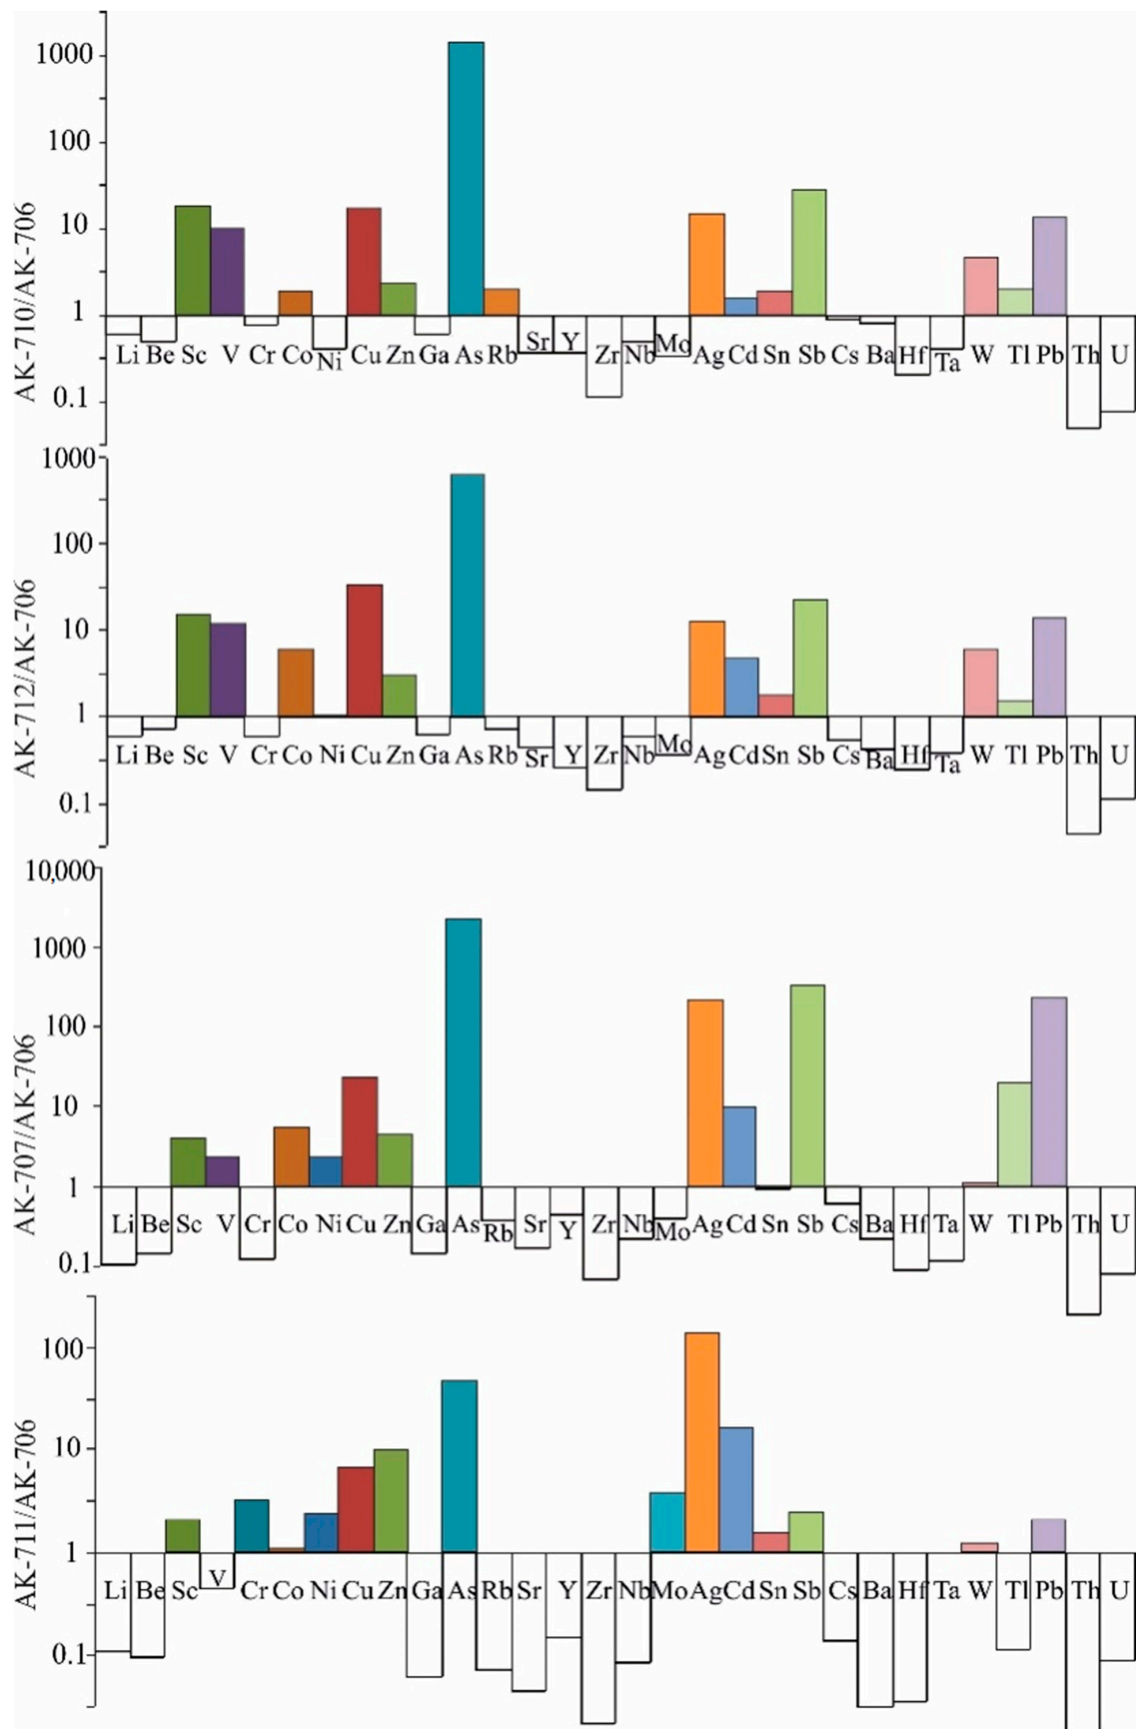 1000
100
10
1
0.1
AK-710/AK-706
Li Be Sc V Cr Co Ni Cu Zn Ga As Rb Sr Y Zr Nb Mo Ag Cd Sn Sb Cs Ba Hf Ta W Tl Pb Th U
1000
100
10
1
0.1
AK-712/AK-706
Li Be Sc V Cr Co Ni Cu Zn Ga As Rb Sr Y Zr Nb Mo Ag Cd Sn Sb Cs Ba Hf Ta W Tl Pb Th U
10,000
1000
100
10
1
0.1
AK-707/AK-706
Li Be Sc V Cr Co Ni Cu Zn Ga As Rb Sr Y Zr Nb Mo Ag Cd Sn Sb Cs Ba Hf Ta W Tl Pb Th U
100
10
1
0.1
AK-711/AK-706
Li Be Sc V Cr Co Ni Cu Zn Ga As Rb Sr Y Zr Nb Mo Ag Cd Sn Sb Cs Ba Hf Ta W Tl Pb Th U